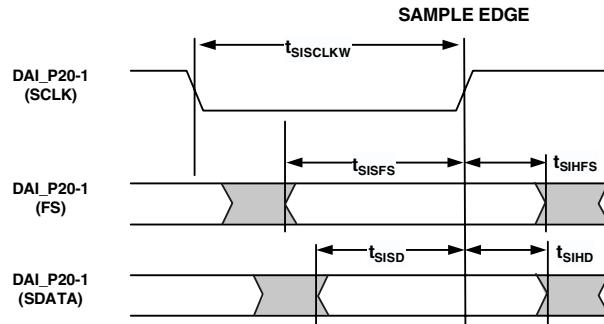 SAMPLE EDGE
tSISCLKW
DAI_P20-1
(SCLK)
tSISFS
tSIHFS
DAI_P20-1
(FS)
tSISD
tSIHD
DAI_P20-1
(SDATA)